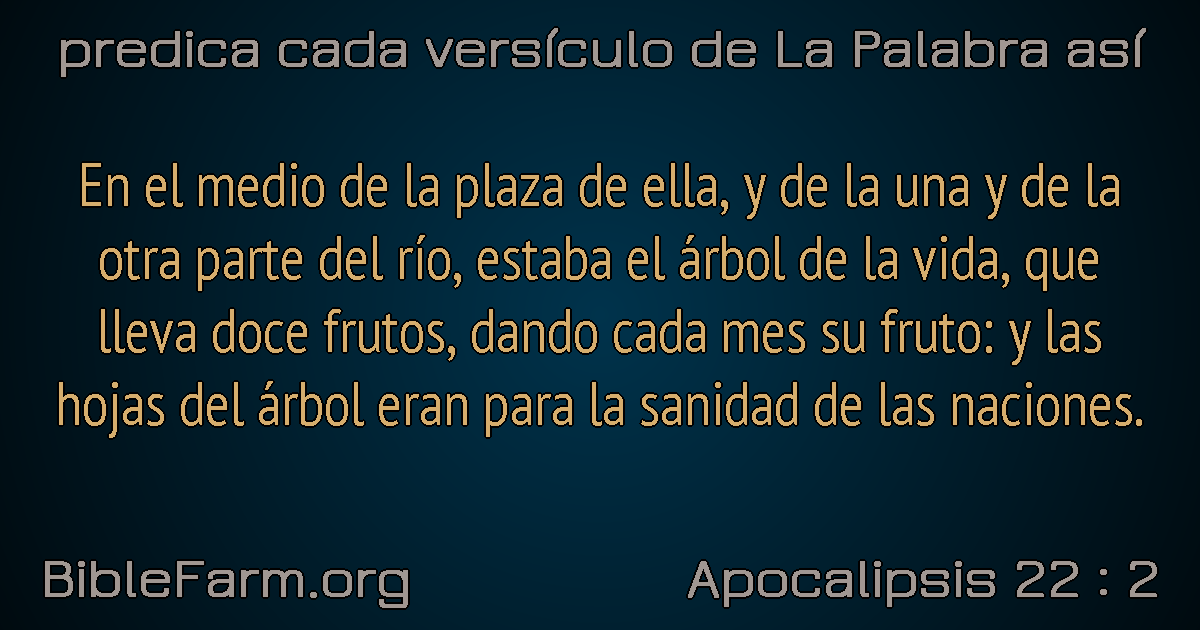 predica cada versículo de La Palabra así
En el medio de la plaza de ella, y de la una y de la
otra parte del río, estaba el árbol de la vida, que
lleva doce frutos, dando cada mes su fruto: y las
hojas del árbol eran para la sanidad de las naciones.
BibleFarm.org
Apocalipsis 22 : 2